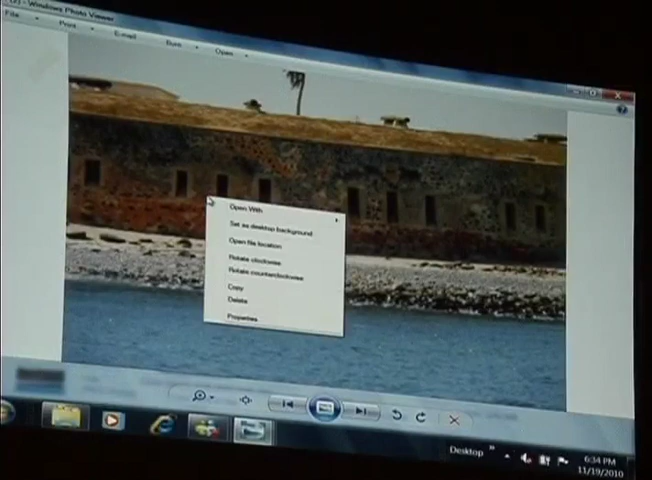 - Windows Photo Viewer
File Print E-mail Burn Open
Open With
Set as desktop background
Open file location
Rotate clockwise
Rotate counterclockwise
Copy
Delete
Properties
Desktop
6:34 PM
11/19/2010